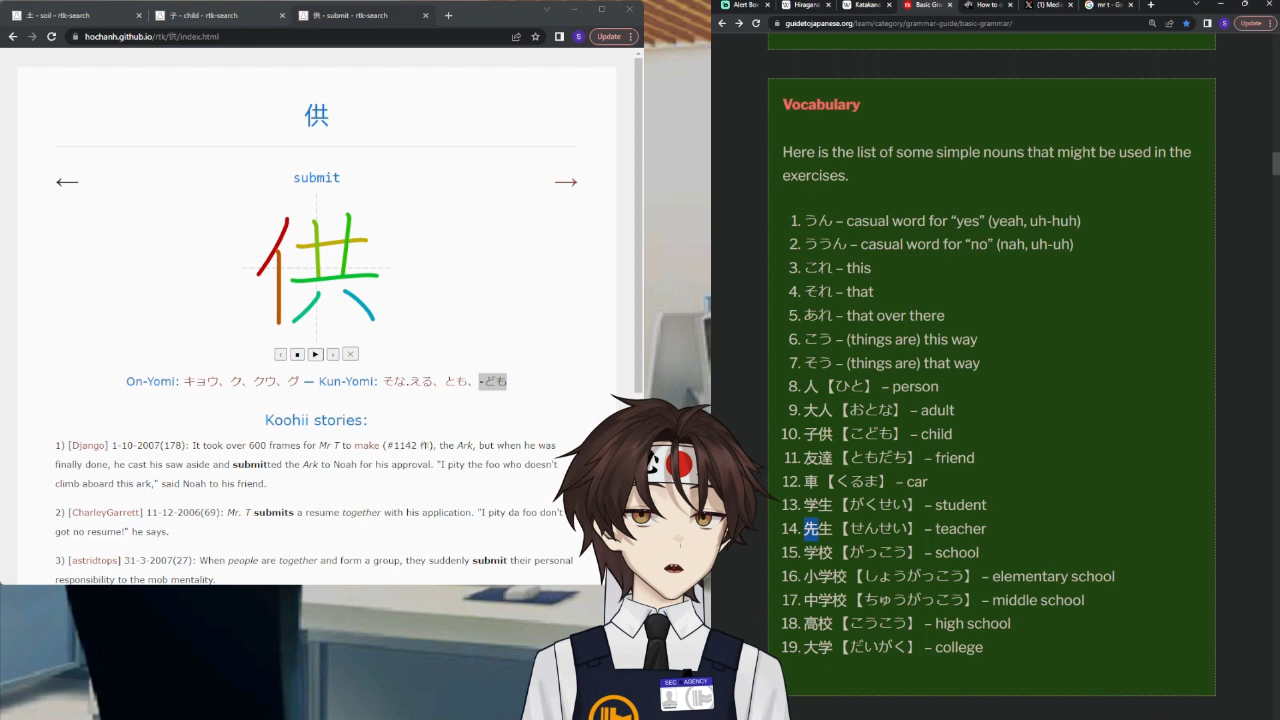 土 - soil - rtk-search
子 - child - rtk-search
供 - submit - rtk-search
hochanh.github.io/rtk/供/index.html
S
Update
供
←
submit
→
供
On-Yomi: キョウ、ク、クウ、グ — Kun-Yomi: そな.える、とも、-ども
Koohii stories:
1) [Django] 1-10-2007(178): It took over 600 frames for Mr T to make (#1142 作), the Ark, but when he was
finally done, he cast his saw aside and submitted the Ark to Noah for his approval. "I pity the foo who doesn't
climb aboard this ark," said Noah to his friend.
2) [CharleyGarrett] 11-12-2006(69): Mr. T submits a resume together with his application. "I pity da foo don't
got no resume!" he says.
3) [astridtops] 31-3-2007(27): When people are together and form a group, they suddenly submit their personal
responsibility to the mob mentality.
Alert Box
Hiragan
Katakan
Basic Gr
How to c
(1) Medi
mr t - Go
guidetojapanese.org/learn/category/grammar-guide/basic-grammar/
S
Update
Vocabulary
Here is the list of some simple nouns that might be used in the
exercises.
1. うん – casual word for “yes” (yeah, uh-huh)
2. ううん – casual word for “no” (nah, uh-uh)
3. これ – this
4. それ – that
5. あれ – that over there
6. こう – (things are) this way
7. そう – (things are) that way
8. 人 【ひと】 – person
9. 大人 【おとな】 – adult
10. 子供 【こども】 – child
11. 友達 【ともだち】 – friend
12. 車 【くるま】 – car
13. 学生 【がくせい】 – student
14. 先生 【せんせい】 – teacher
15. 学校 【がっこう】 – school
16. 小学校 【しょうがっこう】 – elementary school
17. 中学校 【ちゅうがっこう】 – middle school
18. 高校 【こうこう】 – high school
19. 大学 【だいがく】 – college
SEC AGENCY